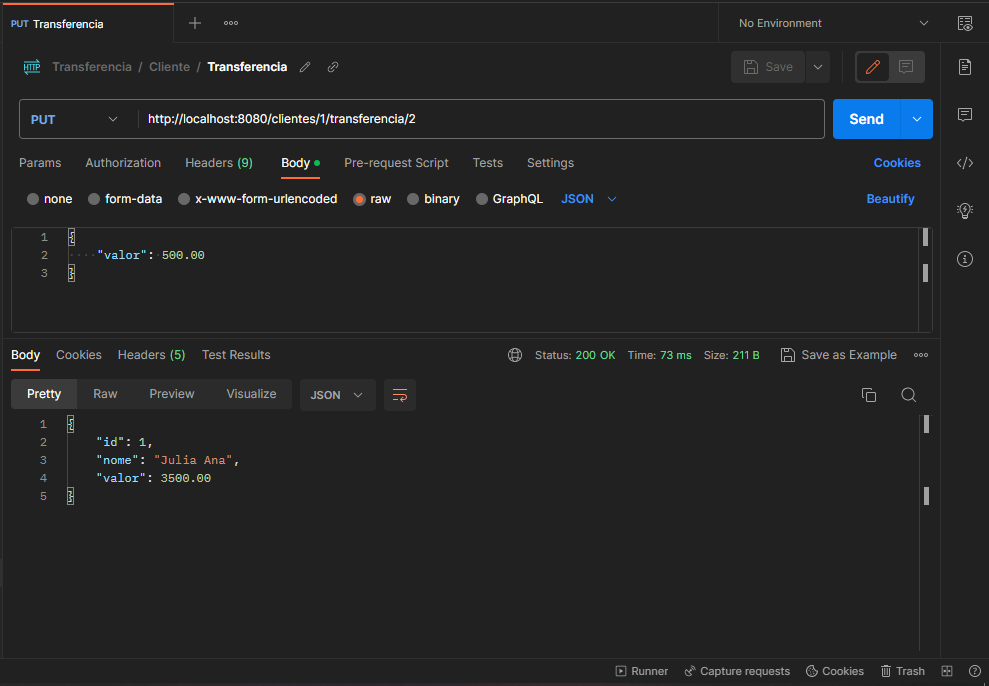 PUT Transferencia
No Environment
HTTP Transferencia / Cliente / Transferencia
Save
PUT http://localhost:8080/clientes/1/transferencia/2 Send
Params Authorization Headers (9) Body Pre-request Script Tests Settings Cookies
none form-data x-www-form-urlencoded raw binary GraphQL JSON Beautify
1 {
2 ····"valor":·500.00
3 }
Body Cookies Headers (5) Test Results Status: 200 OK Time: 73 ms Size: 211 B Save as Example
Pretty Raw Preview Visualize JSON
1 {
2 "id": 1,
3 "nome": "Julia Ana",
4 "valor": 3500.00
5 }
Runner Capture requests Cookies Trash